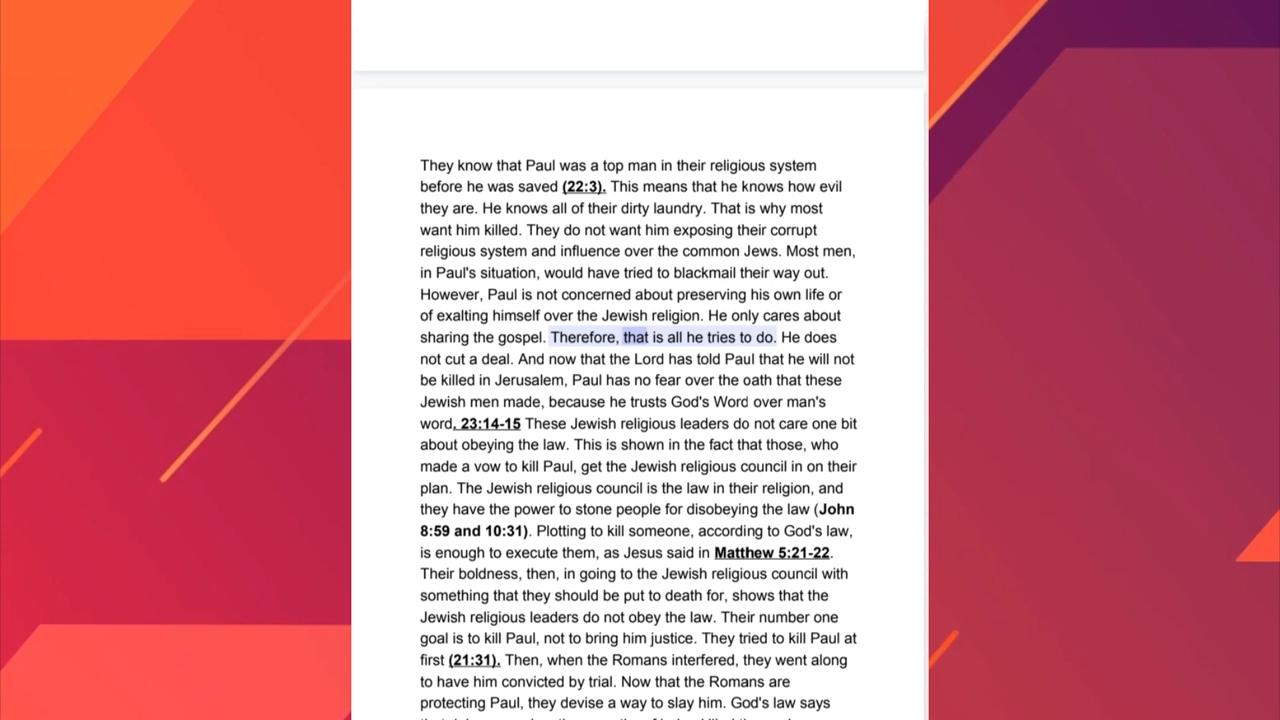 They know that Paul was a top man in their religious system
before he was saved (22:3). This means that he knows how evil
they are. He knows all of their dirty laundry. That is why most
want him killed. They do not want him exposing their corrupt
religious system and influence over the common Jews. Most men,
in Paul's situation, would have tried to blackmail their way out.
However, Paul is not concerned about preserving his own life or
of exalting himself over the Jewish religion. He only cares about
sharing the gospel. Therefore, that is all he tries to do. He does
not cut a deal. And now that the Lord has told Paul that he will not
be killed in Jerusalem, Paul has no fear over the oath that these
Jewish men made, because he trusts God's Word over man's
word. 23:14-15 These Jewish religious leaders do not care one bit
about obeying the law. This is shown in the fact that those, who
made a vow to kill Paul, get the Jewish religious council in on their
plan. The Jewish religious council is the law in their religion, and
they have the power to stone people for disobeying the law (John
8:59 and 10:31). Plotting to kill someone, according to God's law,
is enough to execute them, as Jesus said in Matthew 5:21-22.
Their boldness, then, in going to the Jewish religious council with
something that they should be put to death for, shows that the
Jewish religious leaders do not obey the law. Their number one
goal is to kill Paul, not to bring him justice. They tried to kill Paul at
first (21:31). Then, when the Romans interfered, they went along
to have him convicted by trial. Now that the Romans are
protecting Paul, they devise a way to slay him. God's law says